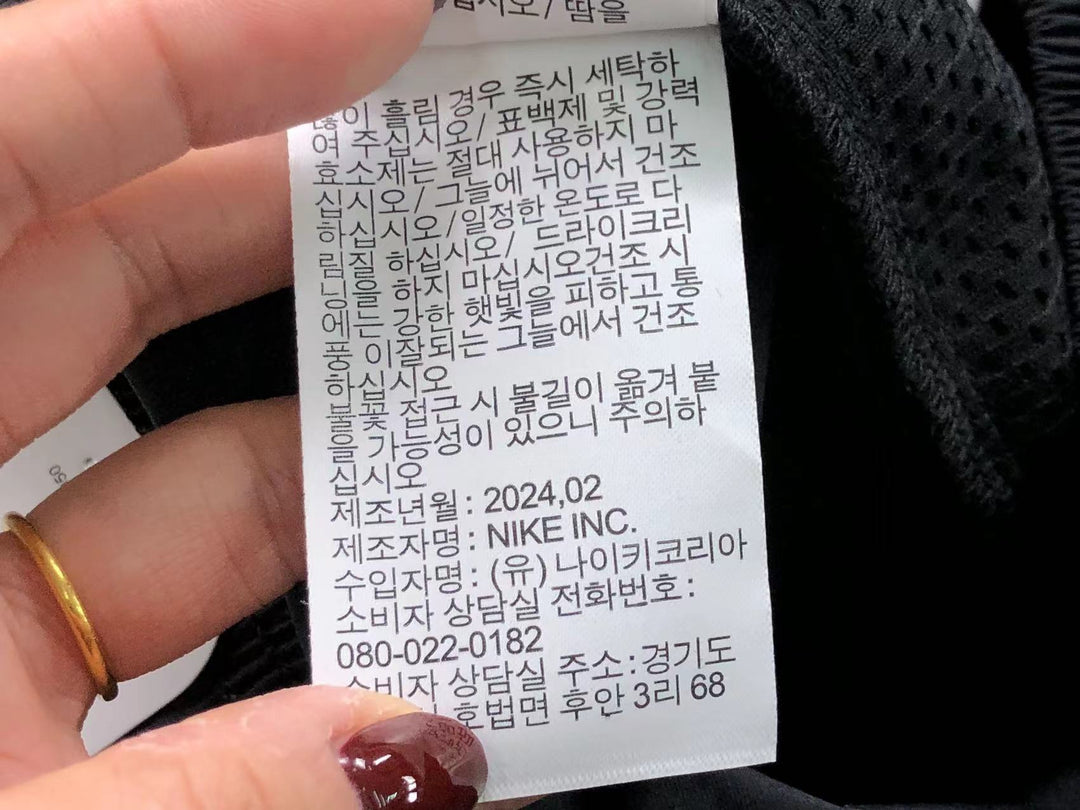 십시오/땀을
많이 흘림 경우 즉시 세탁하
여 주십시오/ 표백제 및 강력
효소제는 절대 사용하지 마
십시오/그늘에 뉘어서 건조
하십시오/일정한 온도로 다
림질 하십시오/ 드라이크리
닝을 하지 마십시오건조 시
에는 강한 햇빛을 피하고 통
풍 이잘되는 그늘에서 건조
하십시오
불꽃 접근 시 불길이 옮겨 붙
을 가능성이 있으니 주의하
십시오
제조년월: 2024,02
제조자명: NIKE INC.
수입자명: (유)나이키코리아
소비자 상담실 전화번호:
080-022-0182
소비자 상담실 주소:경기도
호법면 후안 3리 68
50